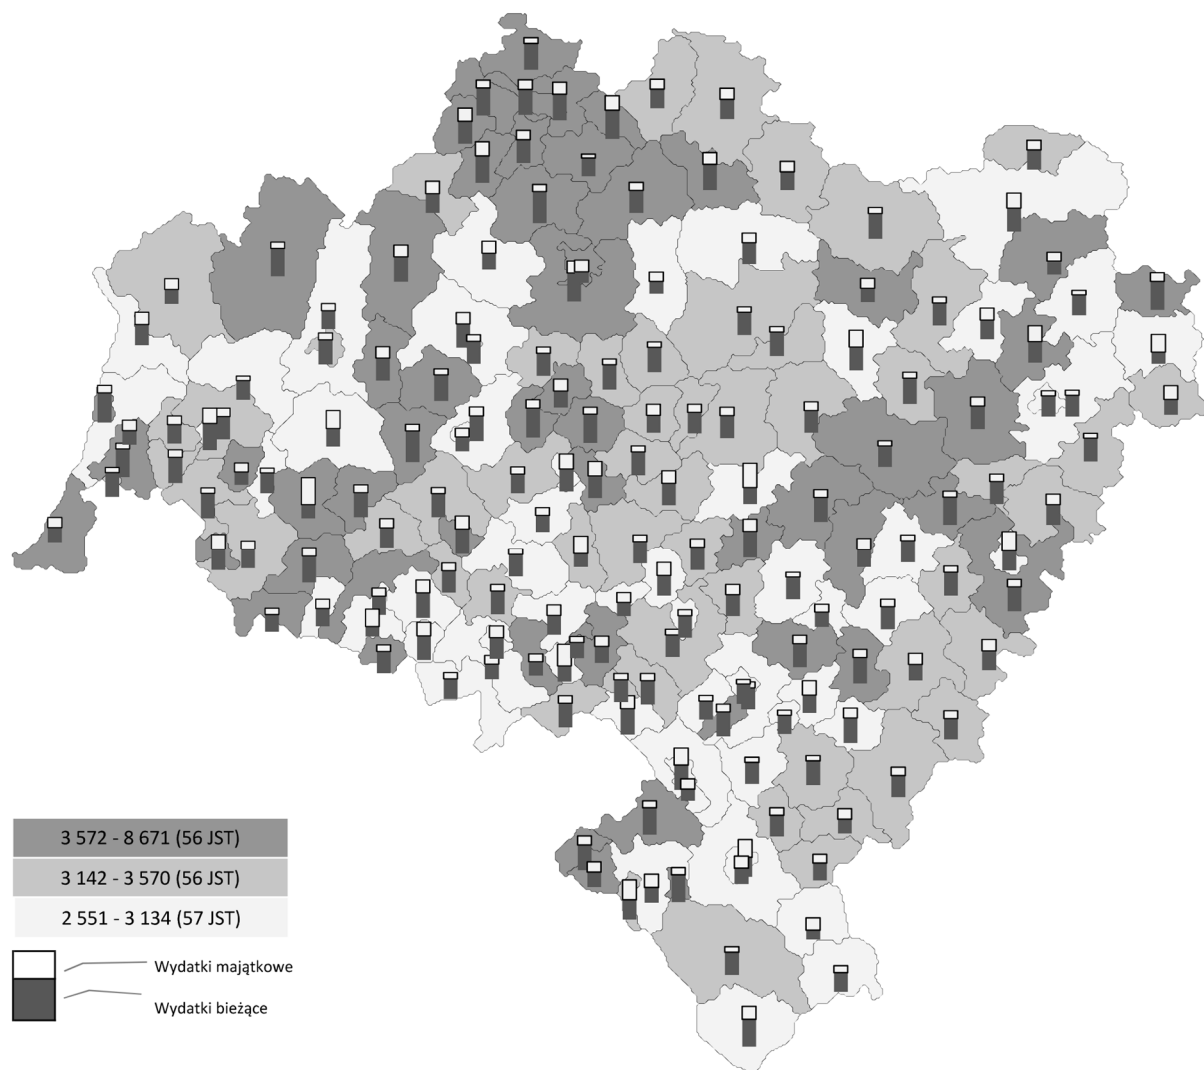 3 572 - 8 671 (56 JST)
3 142 - 3 570 (56 JST)
2 551 - 3 134 (57 JST)
Wydatki majątkowe
Wydatki bieżące